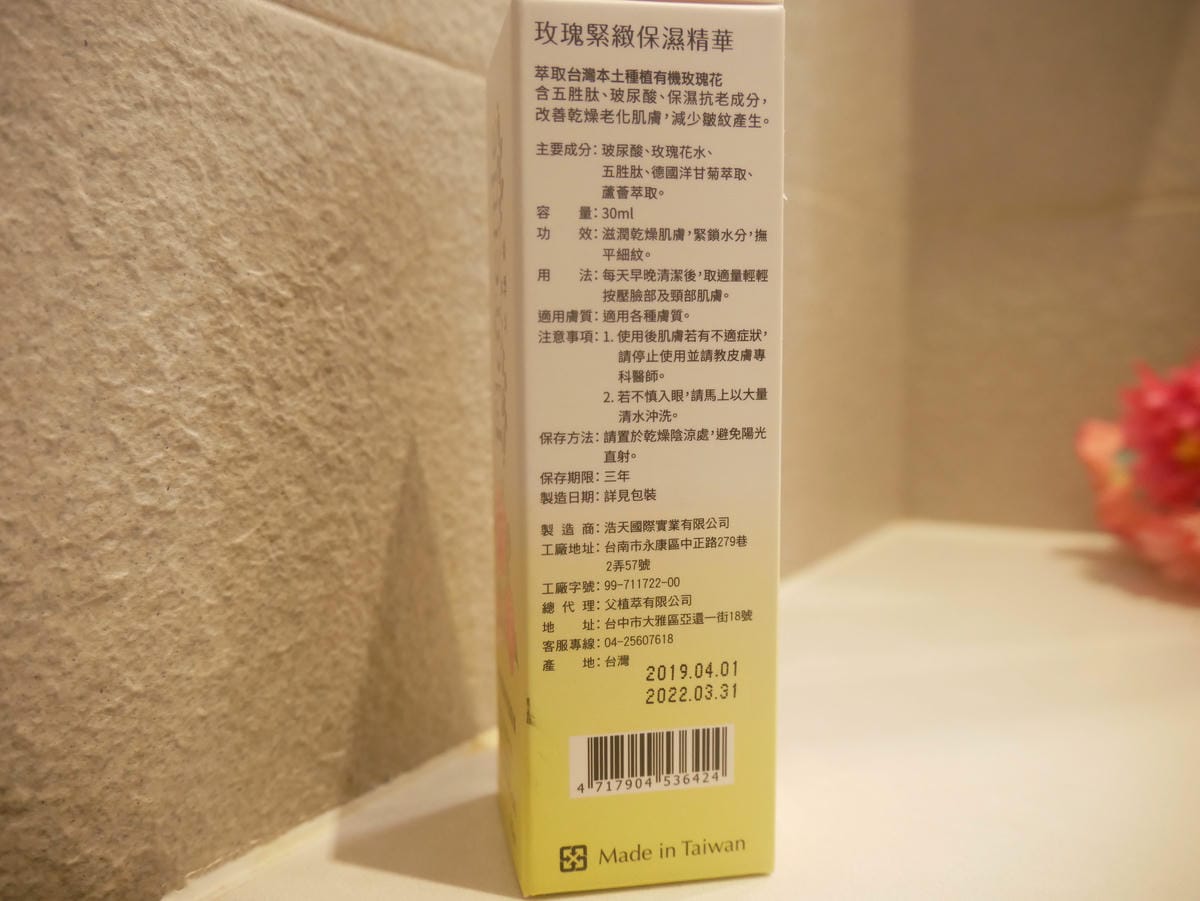 玫瑰緊緻保濕精華
萃取台灣本土種植有機玫瑰花
含五胜肽、玻尿酸、保濕抗老成分，
改善乾燥老化肌膚，減少皺紋產生。
主要成分：玻尿酸、玫瑰花水、
五胜肽、德國洋甘菊萃取、
蘆薈萃取。
容　　量：30ml
功　　效：滋潤乾燥肌膚，緊鎖水分，撫
平細紋。
用　　法：每天早晚清潔後，取適量輕輕
按壓臉部及頸部肌膚。
適用膚質：適用各種膚質。
注意事項：1. 使用後肌膚若有不適症狀，
請停止使用並請教皮膚專
科醫師。
2. 若不慎入眼，請馬上以大量
清水沖洗。
保存方法：請置於乾燥陰涼處，避免陽光
直射。
保存期限：三年
製造日期：詳見包裝
製 造 商：浩天國際實業有限公司
工廠地址：台南市永康區中正路279巷
2弄57號
工廠字號：99-711722-00
總 代 理：父植萃有限公司
地　　址：台中市大雅區亞還一街18號
客服專線：04-25607618
產　　地：台灣
2019.04.01
2022.03.31
4 717904 536424
Made in Taiwan